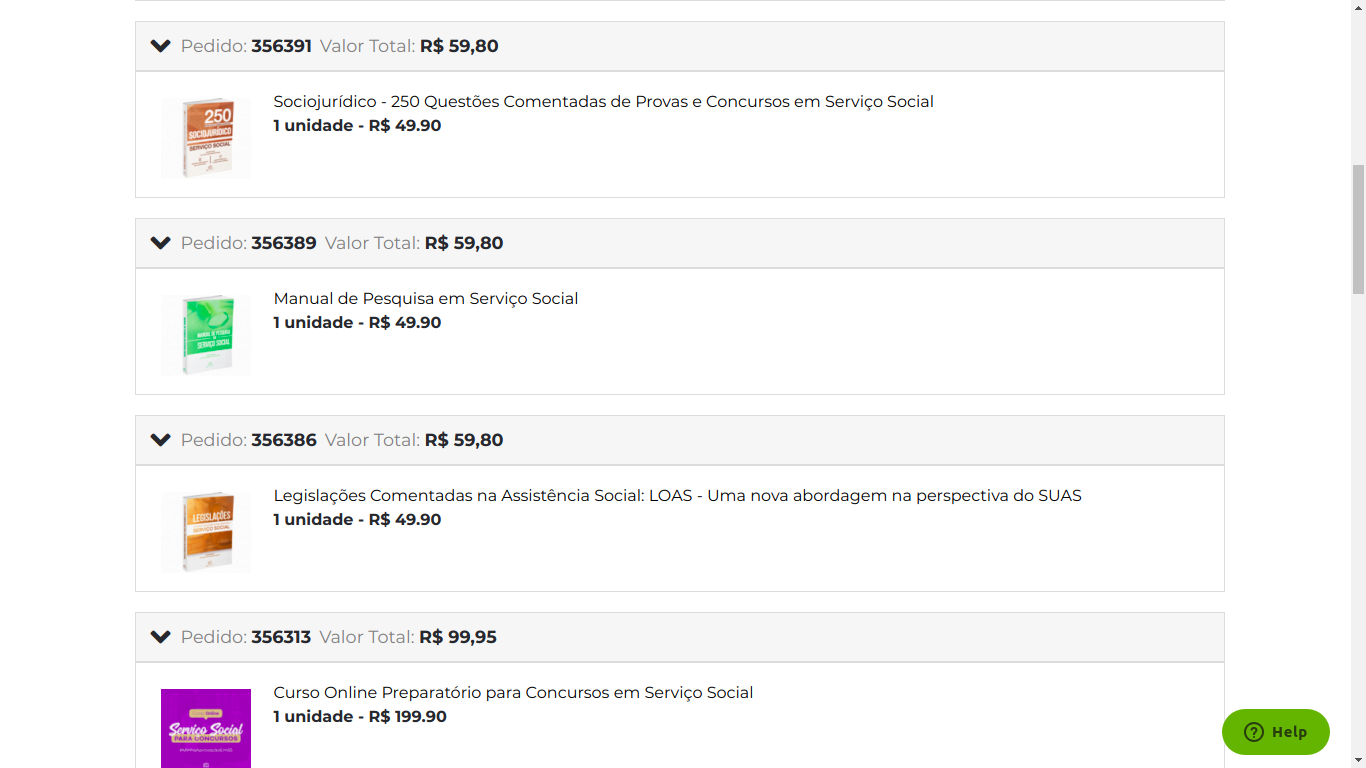 Pedido: 356391 Valor Total: R$ 59,80
250
SOCIOJURÍDICO
SERVIÇO SOCIAL
Sociojurídico - 250 Questões Comentadas de Provas e Concursos em Serviço Social
1 unidade - R$ 49.90
Pedido: 356389 Valor Total: R$ 59,80
MANUAL DE PESQUISA
SERVIÇO SOCIAL
Manual de Pesquisa em Serviço Social
1 unidade - R$ 49.90
Pedido: 356386 Valor Total: R$ 59,80
LEGISLAÇÕES
SERVIÇO SOCIAL
Legislações Comentadas na Assistência Social: LOAS - Uma nova abordagem na perspectiva do SUAS
1 unidade - R$ 49.90
Pedido: 356313 Valor Total: R$ 99,95
Serviço Social
PARA CONCURSOS
Curso Online Preparatório para Concursos em Serviço Social
1 unidade - R$ 199.90
Help